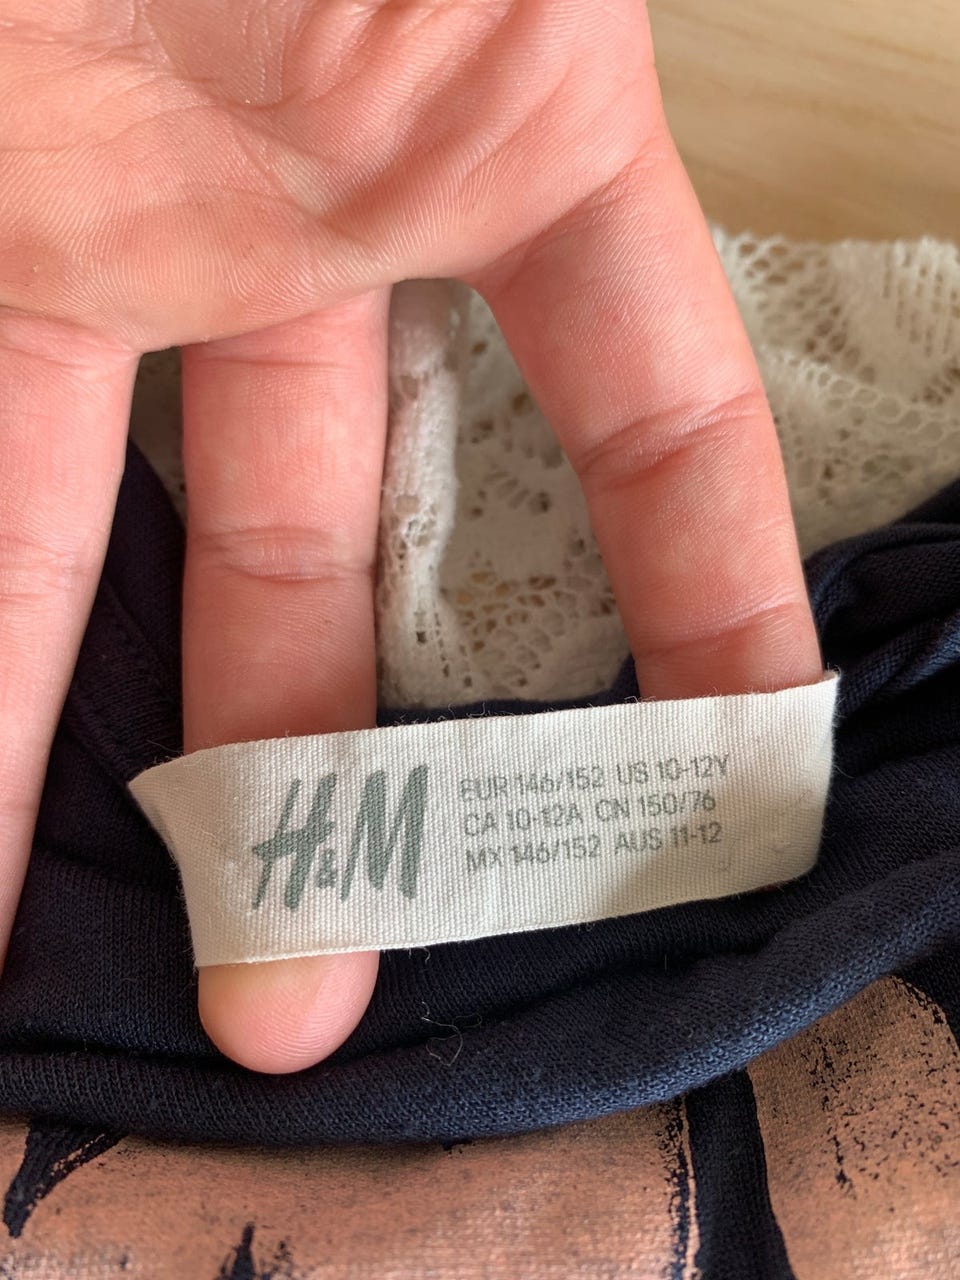 H&M
EUR 146/152 US 10-12Y
CA 10-12A CN 150/76
MX 146/152 AUS 11-12